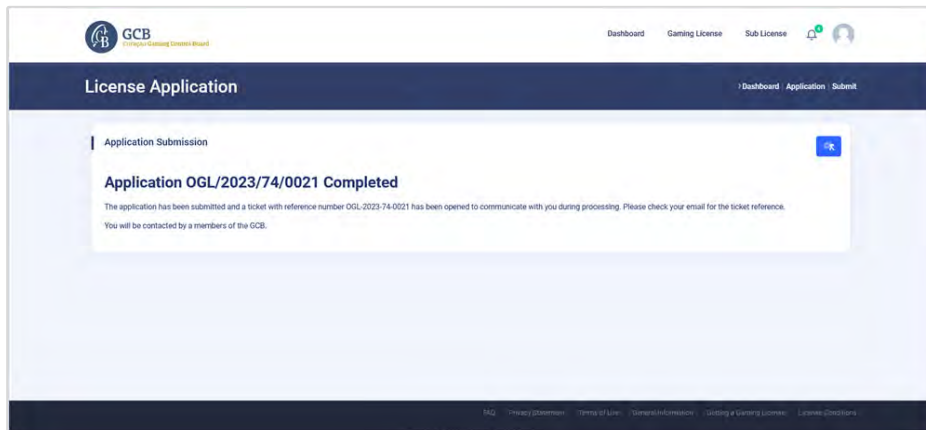 GCB
Curaçao Gaming Control Board
Dashboard Gaming License Sub License
License Application
Dashboard Application Submit
Application Submission
Application OGL/2023/74/0021 Completed
The application has been submitted and a ticket with reference number OGL-2023-74-0021 has been opened to communicate with you during processing. Please check your email for the ticket reference.
You will be contacted by a members of the GCB.
FAQ Privacy Statement Terms of Use General Information Getting a Gaming License License Conditions